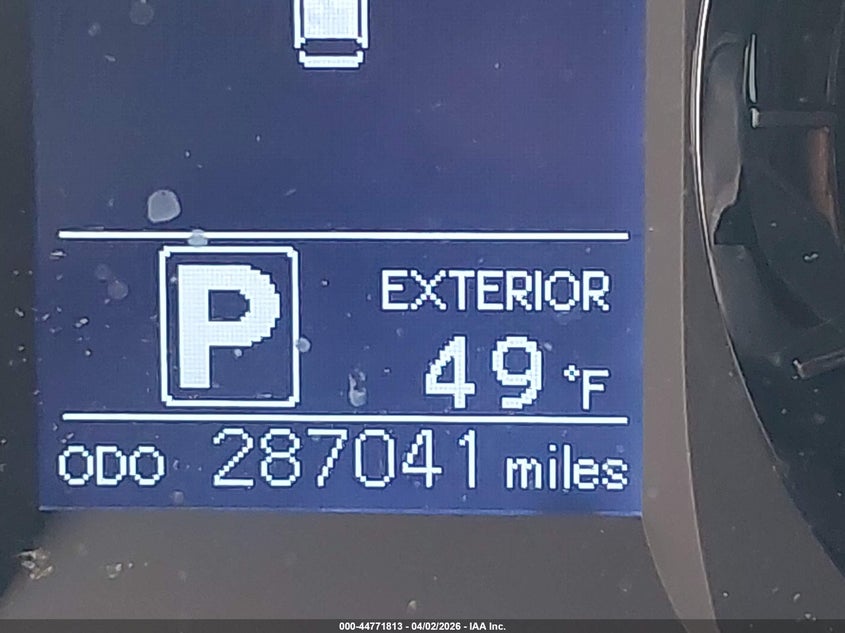 P
EXTERIOR
49 °F
ODO 287041 miles
000-44771813 - 04/02/2026 - IAA Inc.